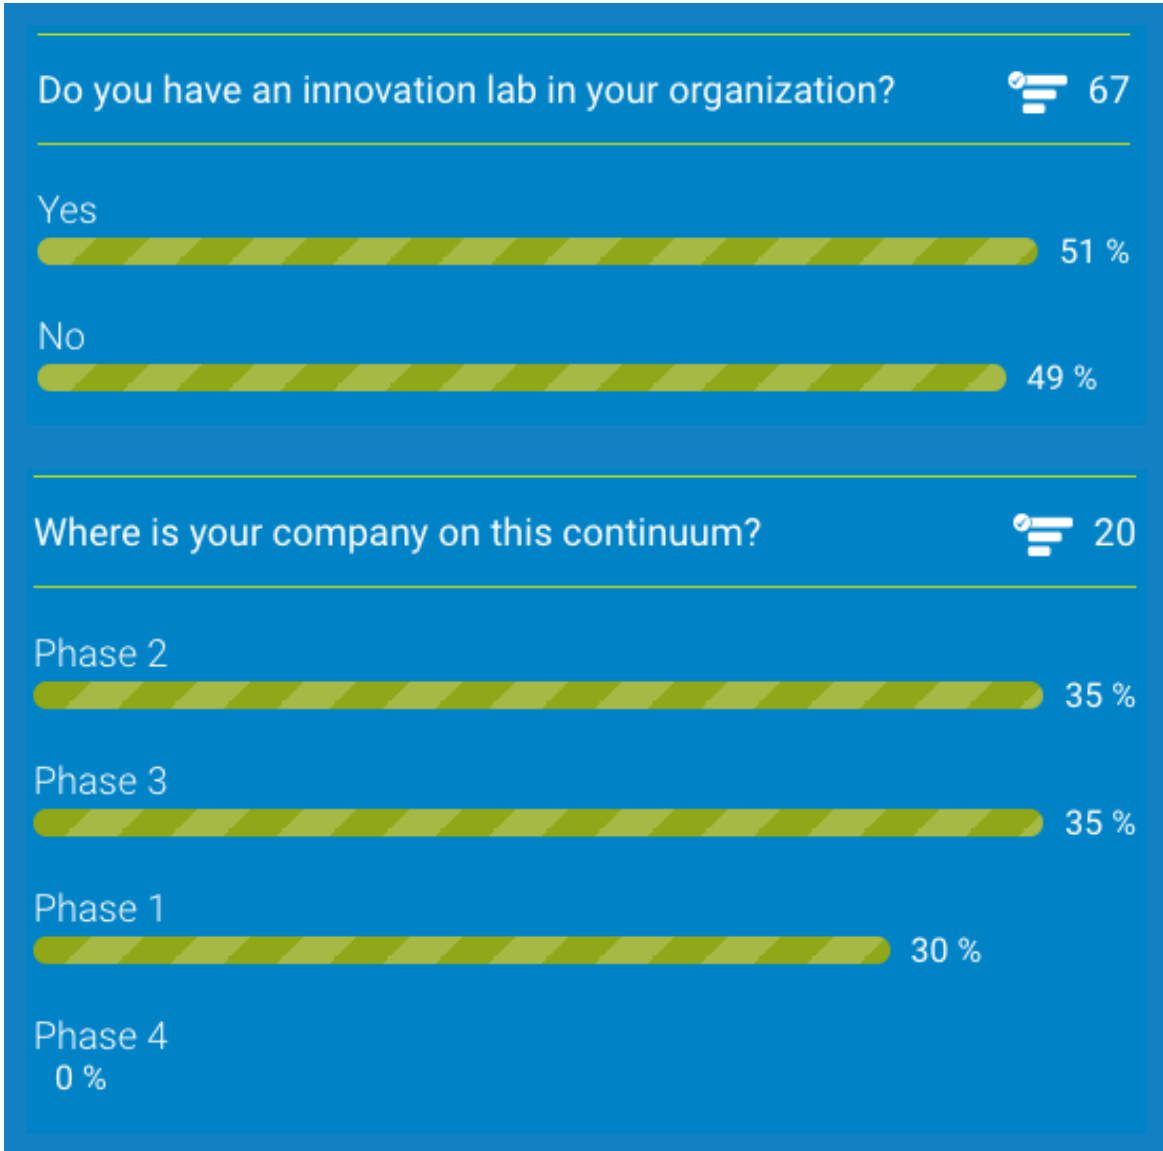 Do you have an innovation lab in your organization? 67
Yes
51 %
No
49 %
Where is your company on this continuum? 20
Phase 2
35 %
Phase 3
35 %
Phase 1
30 %
Phase 4
0 %